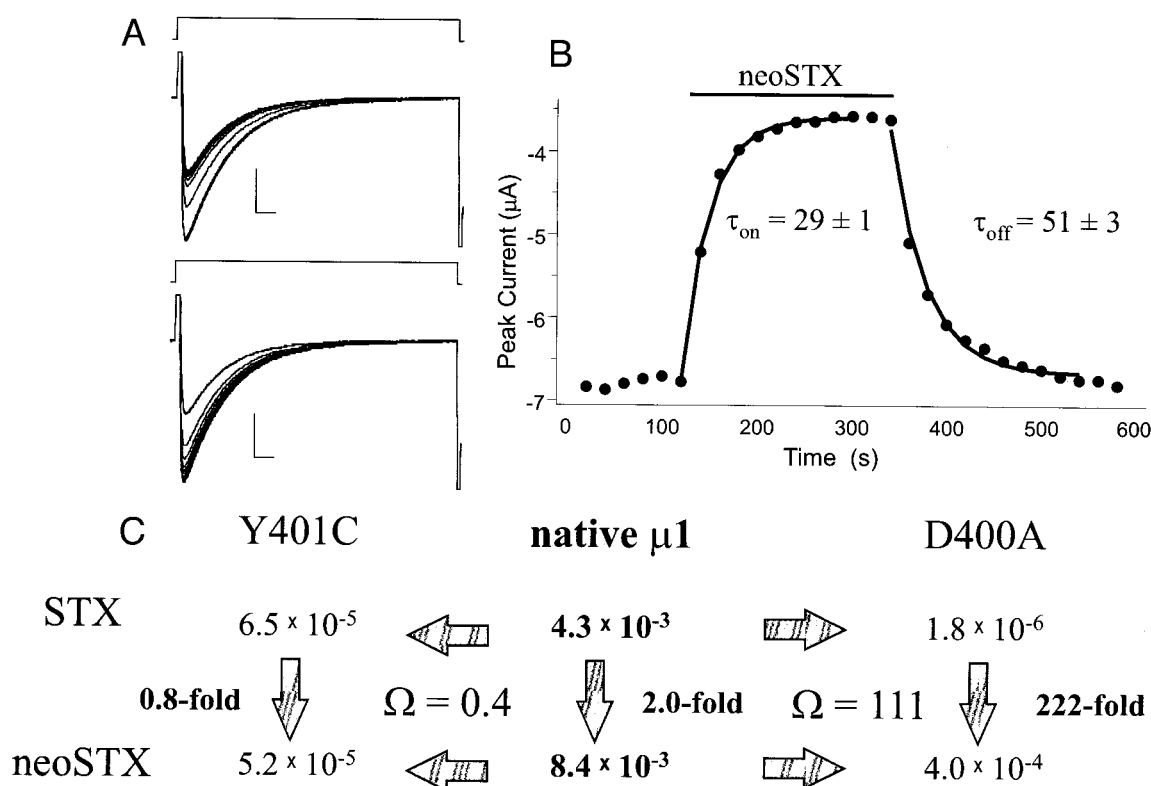 A
B
neoSTX
Peak Current (μA)
-4
-5
-6
-7
τon = 29 ± 1
τoff = 51 ± 3
0 100 200 300 400 500 600
Time (s)
C
Y401C native μ1 D400A
STX 6.5 × 10-5 4.3 × 10-3 1.8 × 10-6
0.8-fold Ω = 0.4 2.0-fold Ω = 111 222-fold
neoSTX 5.2 × 10-5 8.4 × 10-3 4.0 × 10-4